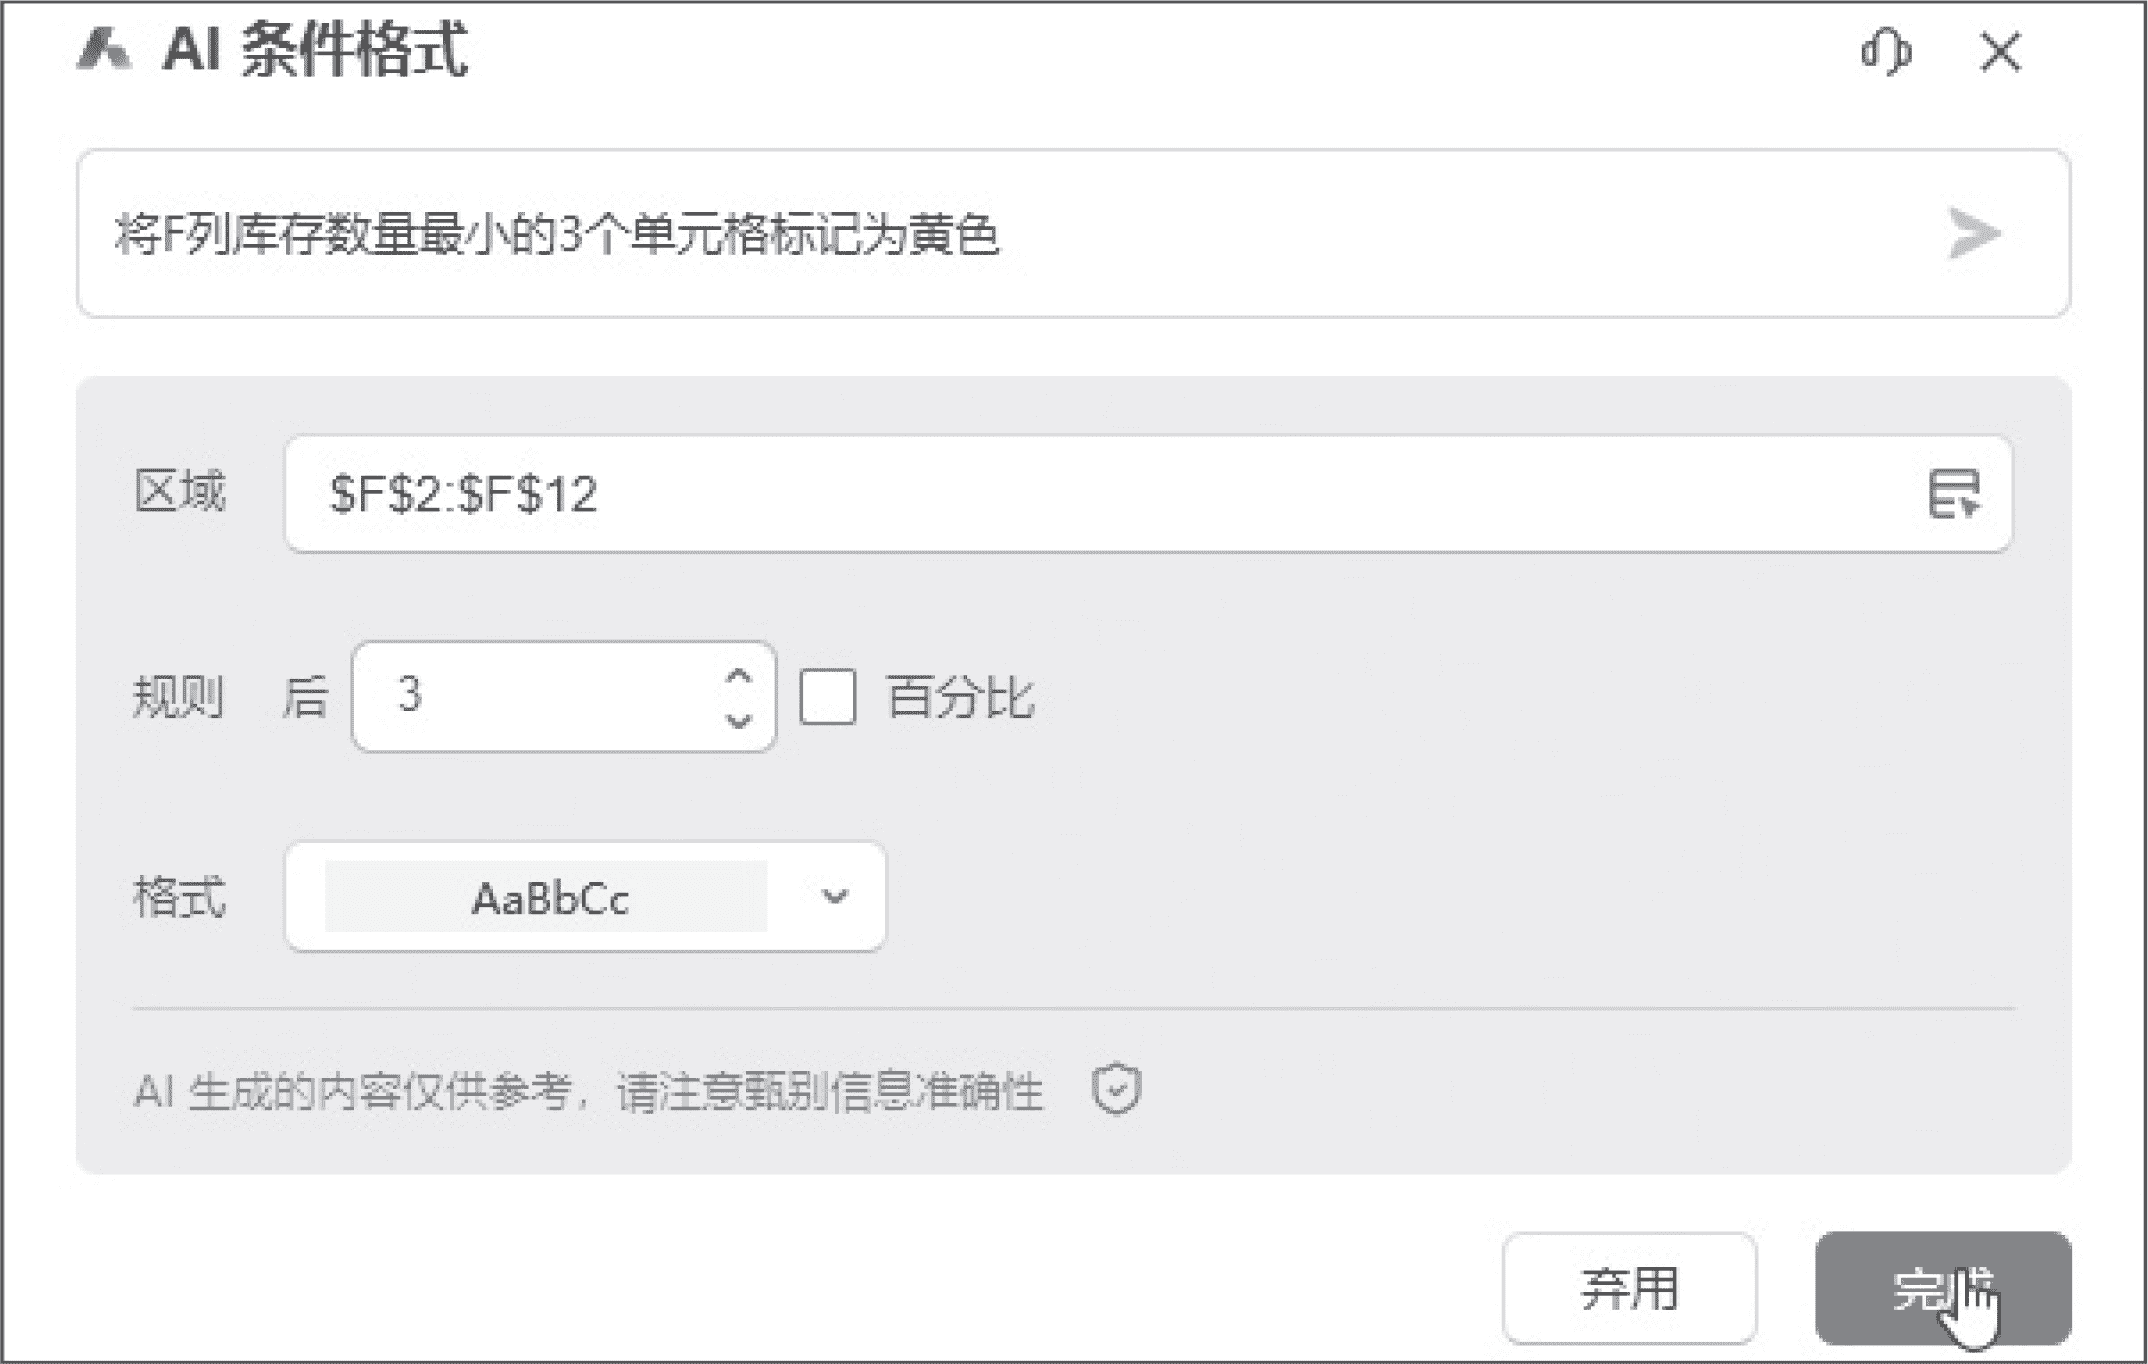 AI 条件格式
将F列库存数量最小的3个单元格标记为黄色
区域 $F$2:$F$12
规则 后 3 百分比
格式 AaBbCc
AI 生成的内容仅供参考，请注意甄别信息准确性
弃用 完成